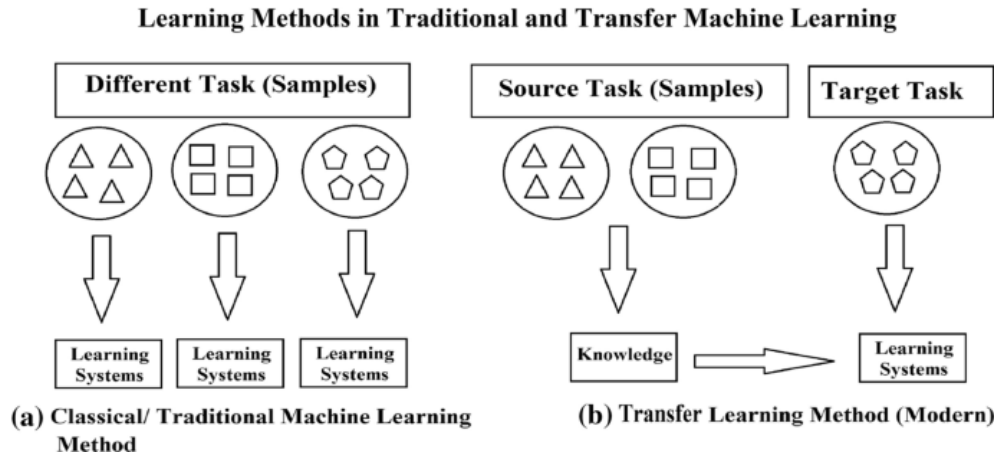 Learning Methods in Traditional and Transfer Machine Learning
Different Task (Samples)
Learning
Systems
Learning
Systems
Learning
Systems
(a) Classical/ Traditional Machine Learning
Method
Source Task (Samples)
Target Task
Knowledge
Learning
Systems
(b) Transfer Learning Method (Modern)